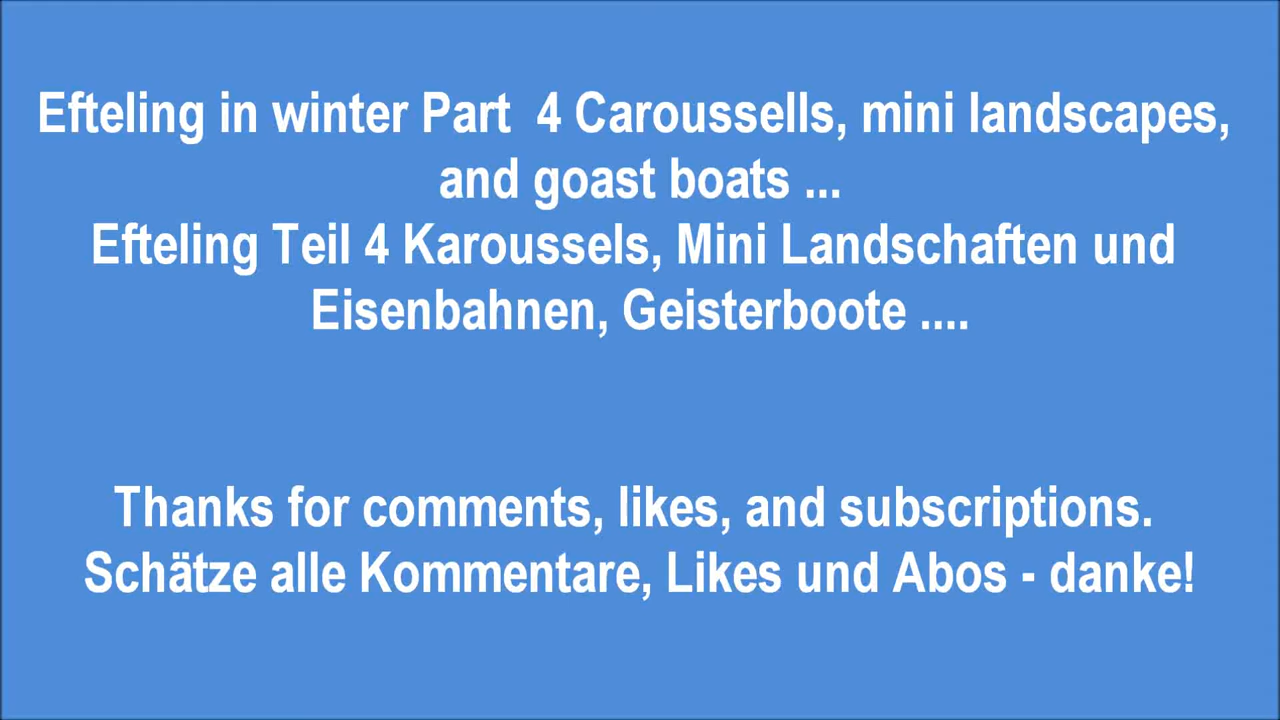 Efteling in winter Part  4 Caroussells, mini landscapes,
and goast boats ...
Efteling Teil 4 Karoussels, Mini Landschaften und
Eisenbahnen, Geisterboote ....
Thanks for comments, likes, and subscriptions.
Schätze alle Kommentare, Likes und Abos - danke!